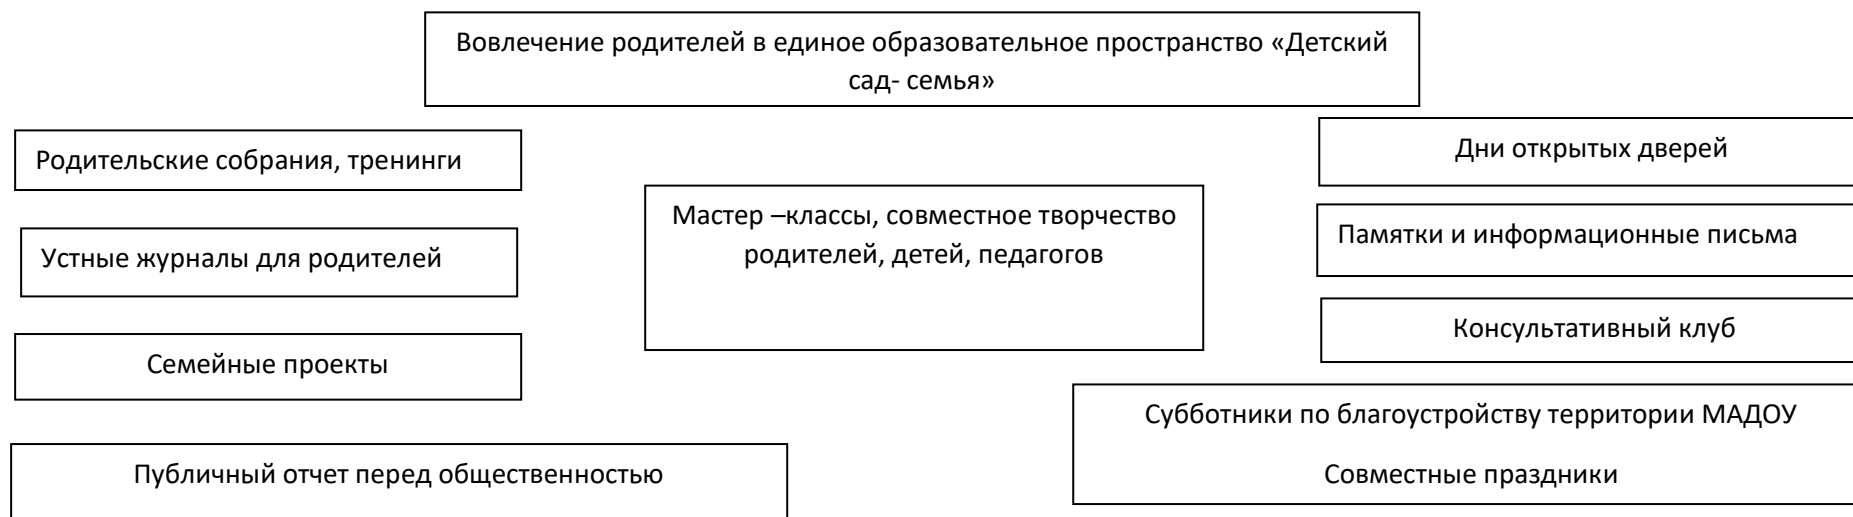 Вовлечение родителей в единое образовательное пространство «Детский
сад- семья»
Родительские собрания, тренинги
Дни открытых дверей
Мастер –классы, совместное творчество
родителей, детей, педагогов
Памятки и информационные письма
Устные журналы для родителей
Консультативный клуб
Семейные проекты
Субботники по благоустройству территории МАДОУ
Совместные праздники
Публичный отчет перед общественностью